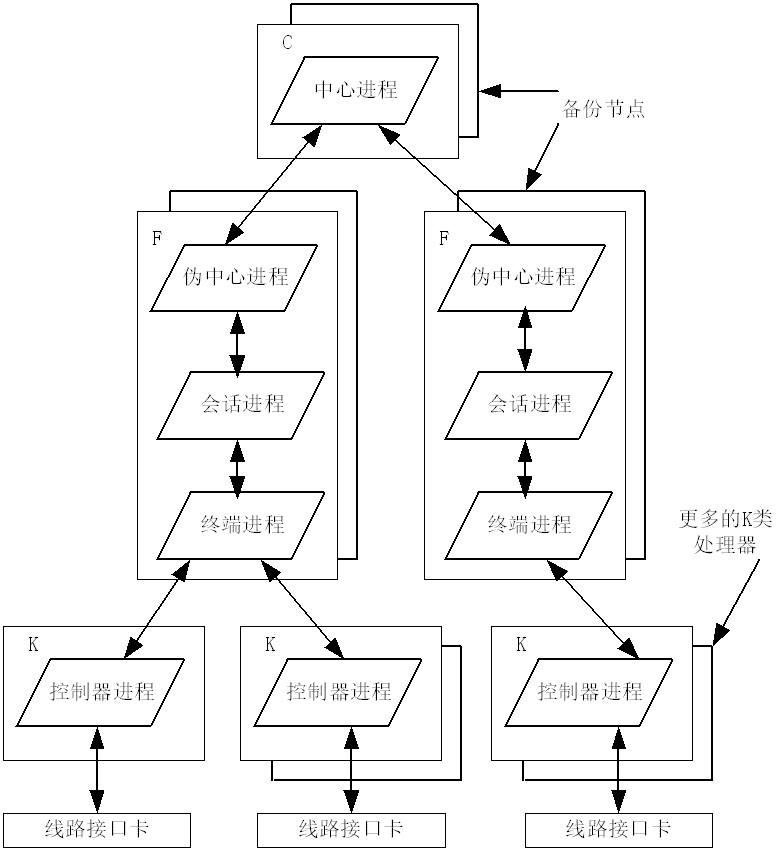 C
中心进程
备份节点
F
伪中心进程
会话进程
终端进程
F
伪中心进程
会话进程
终端进程
更多的K类
处理器
K
控制器进程
线路接口卡
K
控制器进程
线路接口卡
K
控制器进程
线路接口卡